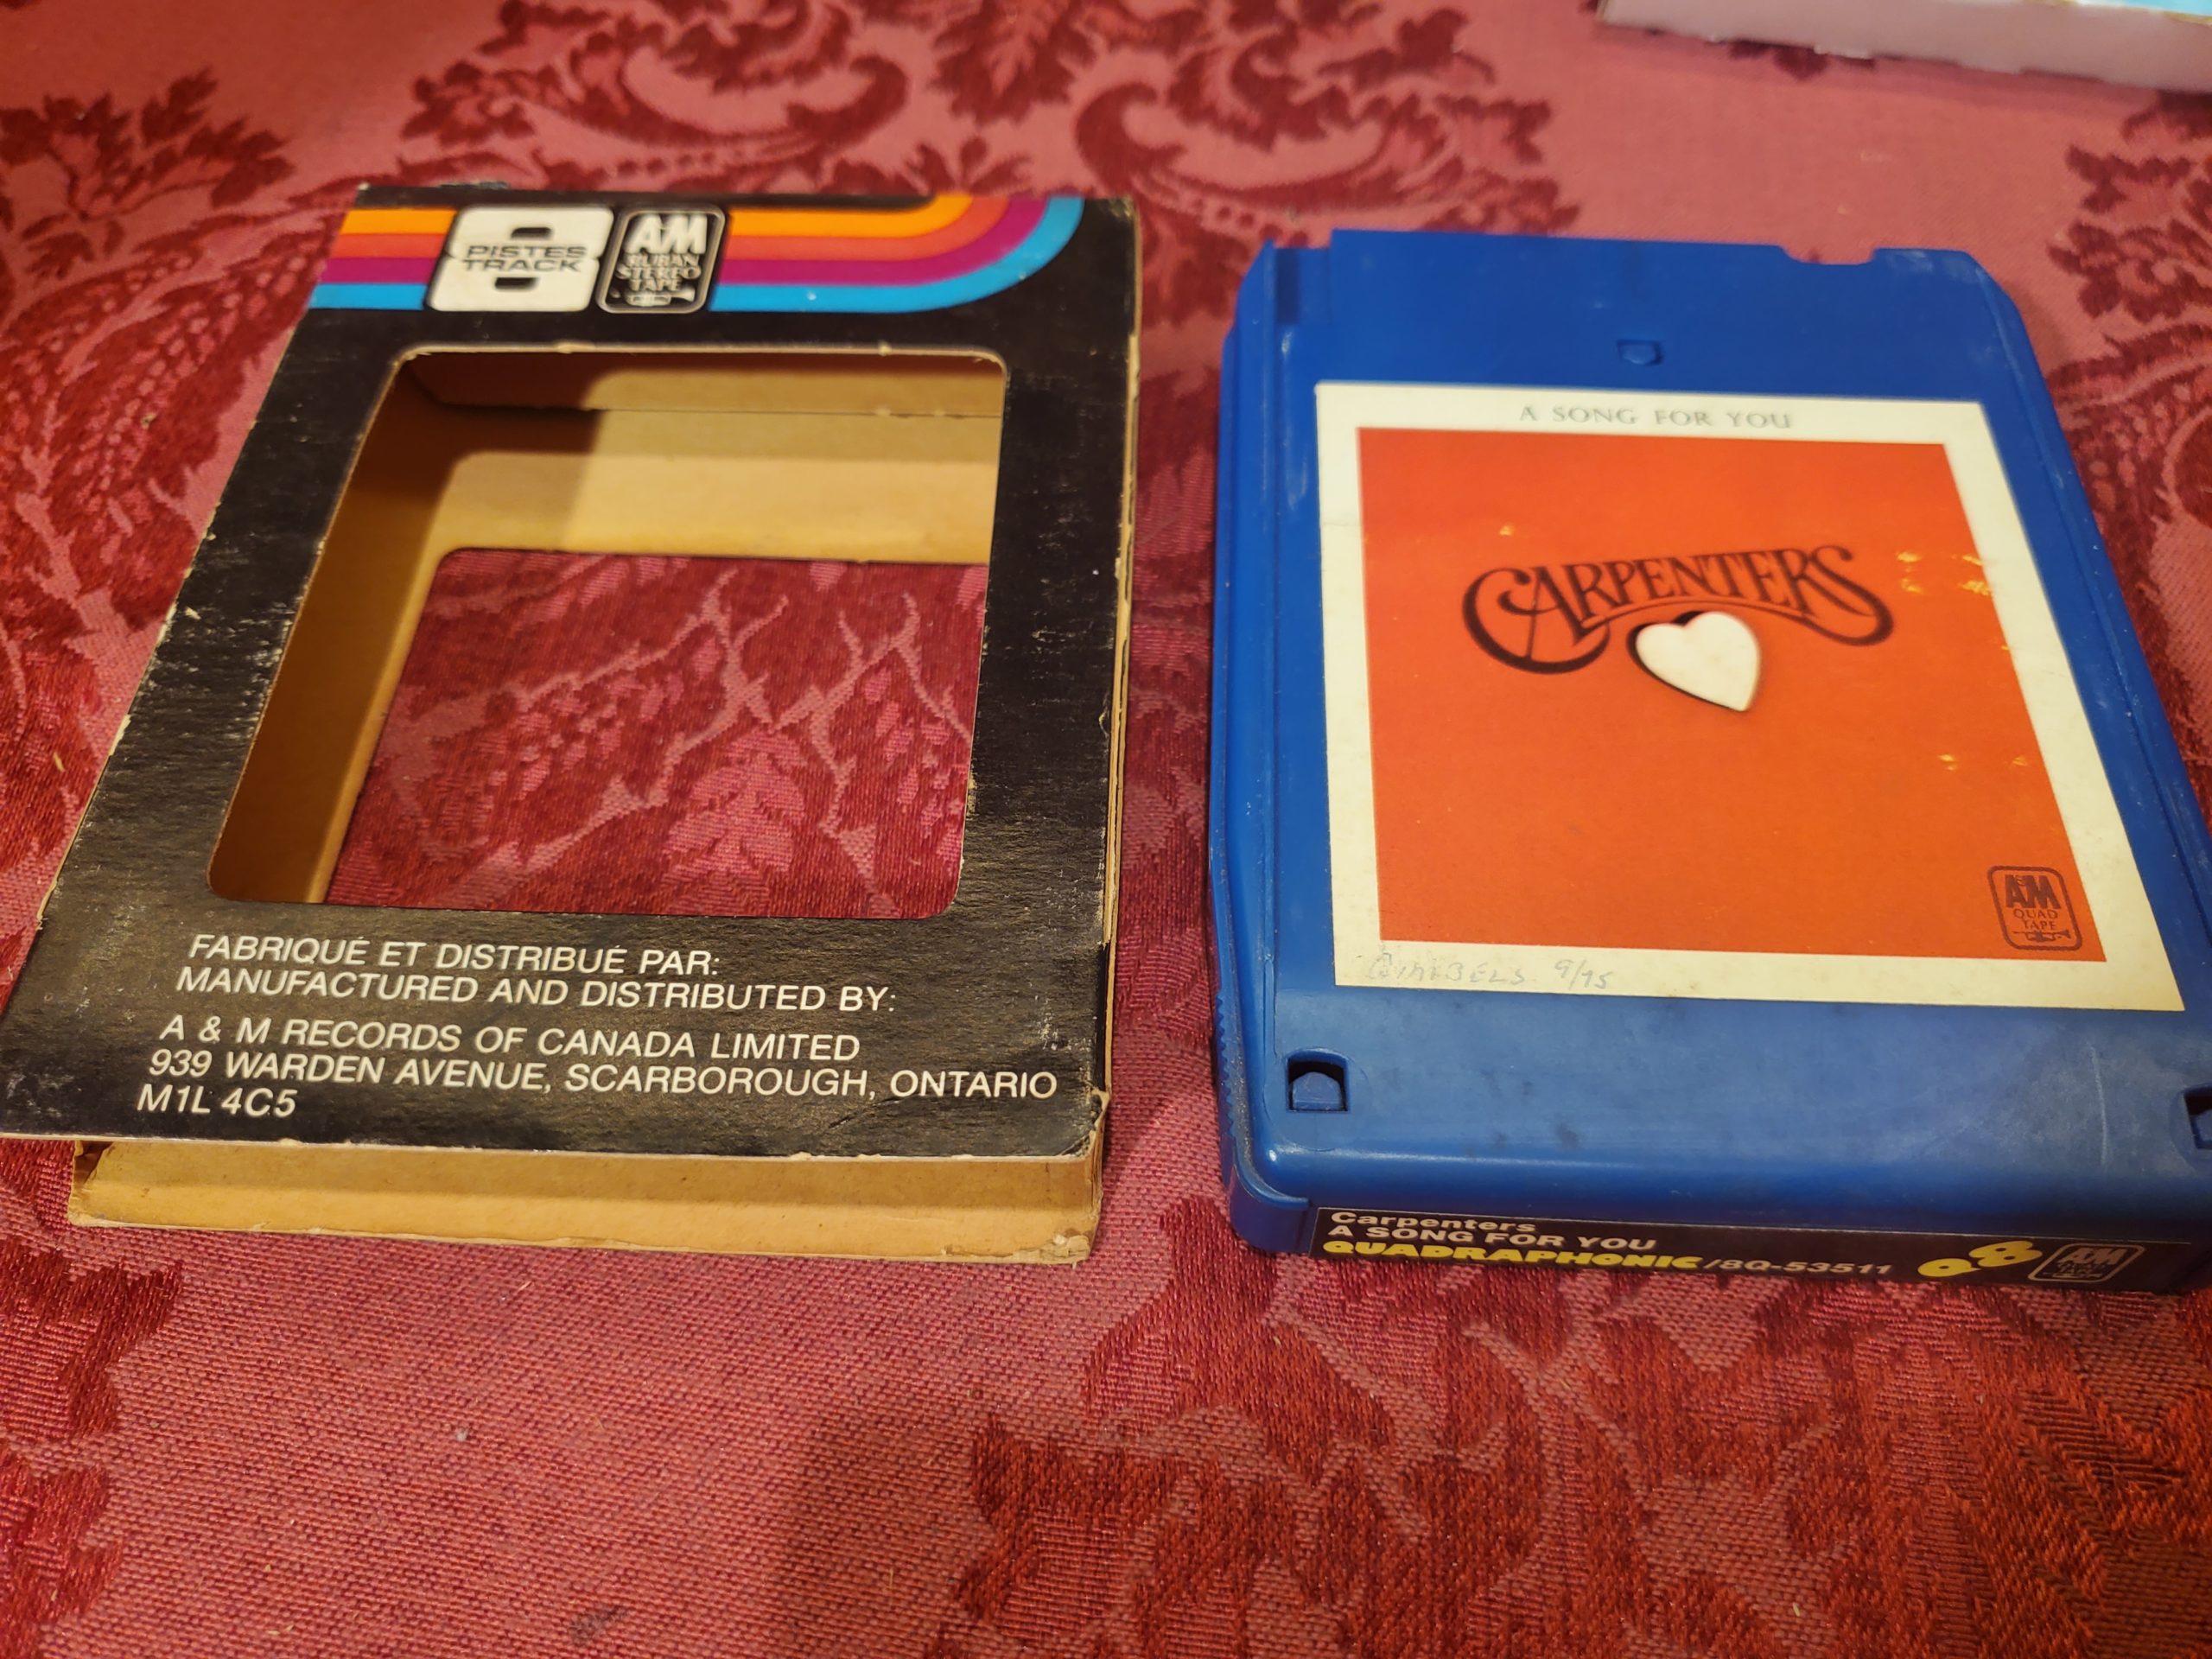 8
PISTES
TRACK
A&M
RUBAN
STEREO
TAPE
FABRIQUÉ ET DISTRIBUÉ PAR:
MANUFACTURED AND DISTRIBUTED BY:
A & M RECORDS OF CANADA LIMITED
939 WARDEN AVENUE, SCARBOROUGH, ONTARIO
M1L 4C5
A SONG FOR YOU
CARPENTERS
A&M
QUAD
TAPE
9/75
Carpenters
A SONG FOR YOU
QUADRAPHONIC/8Q-53511
Q8
A&M